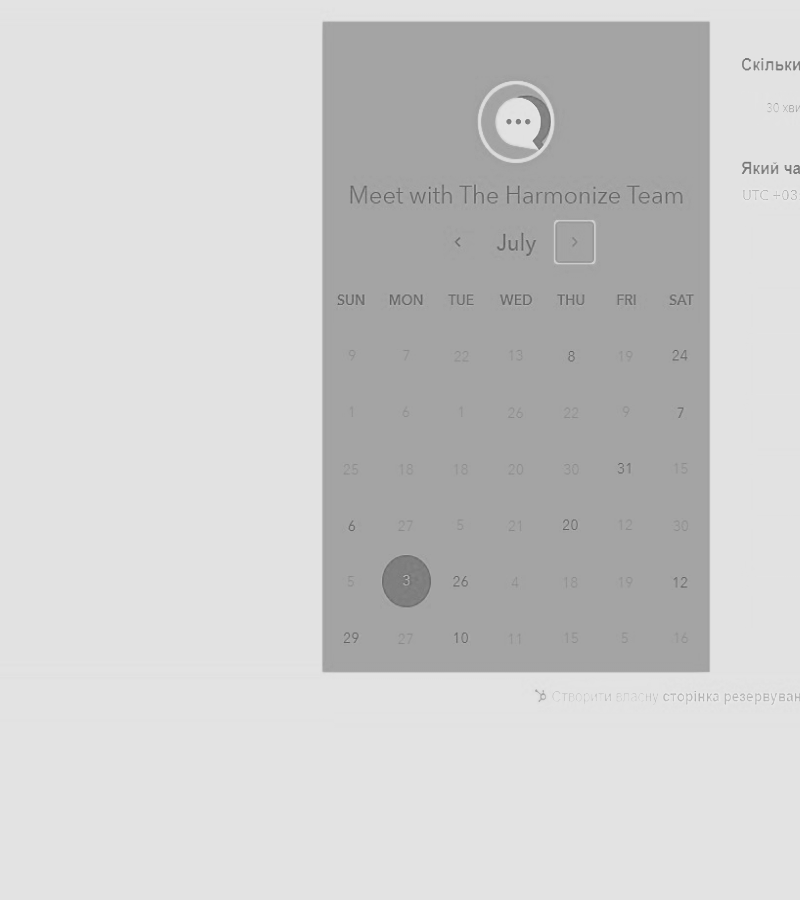 Meet with The Harmonize Team
July
SUN MON TUE WED THU FRI SAT
9 7 22 13 8 19 24
1 6 1 26 22 9 7
25 18 18 20 30 31 15
6 27 5 21 20 12 30
5 3 26 4 18 19 12
29 27 10 11 15 5 16
Скільки
30 хви
Який ча
UTC +03
Створити власну сторінка резервуван